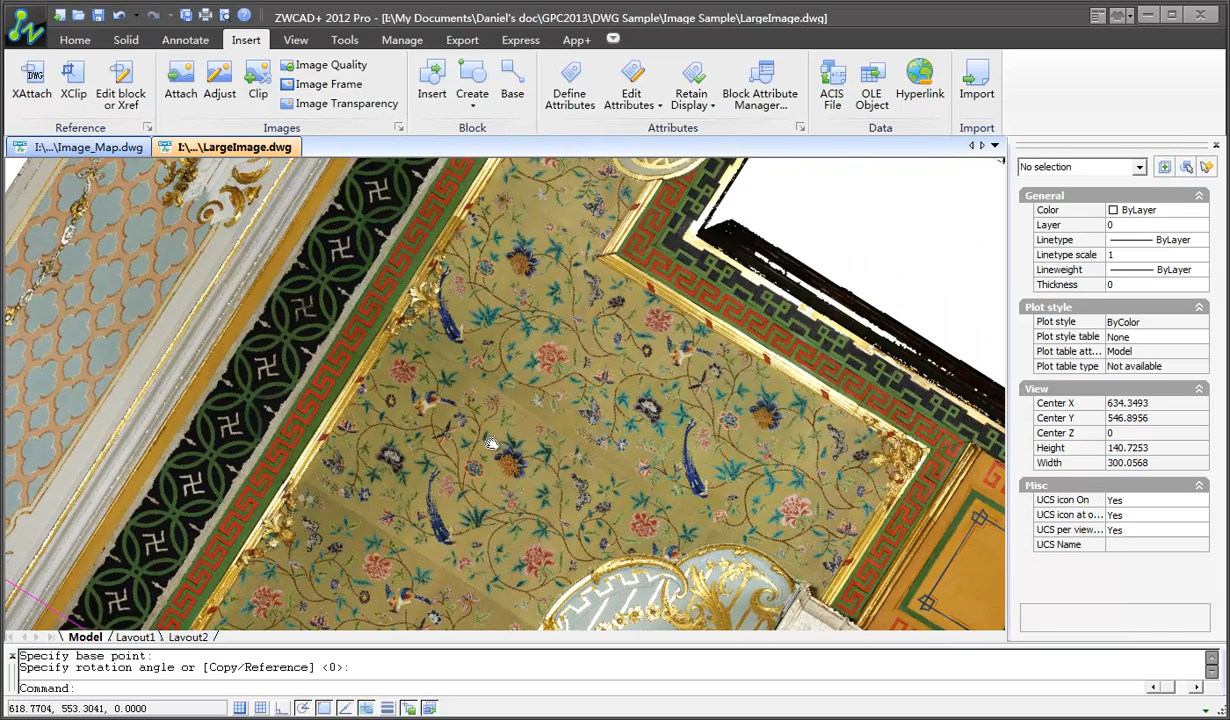 ZWCAD+ 2012 Pro - [I:\My Documents\Daniel's doc\GPC2013\DWG Sample\Image Sample\LargeImage.dwg]
Home Solid Annotate Insert View Tools Manage Export Express App+
XAttach XClip Edit block or Xref
Attach Adjust Clip Image Quality
Image Frame
Image Transparency
Insert Create Base
Define Attributes Edit Attributes Retain Display Block Attribute Manager...
ACIS File OLE Object Hyperlink Import
Reference Images Block Attributes Data Import
I:\...\Image_Map.dwg I:\...\LargeImage.dwg
No selection
General
Color ByLayer
Layer 0
Linetype ByLayer
Linetype scale 1
Lineweight ByLayer
Thickness 0
Plot style
Plot style ByColor
Plot style table None
Plot table att... Model
Plot table type Not available
View
Center X 634.3493
Center Y 546.8956
Center Z 0
Height 140.7253
Width 300.0568
Misc
UCS icon On Yes
UCS icon at o... Yes
UCS per view... Yes
UCS Name
Model Layout1 Layout2
Specify base point:
Specify rotation angle or [Copy/Reference] <0>:
Command:
618.7704, 553.3041, 0.0000